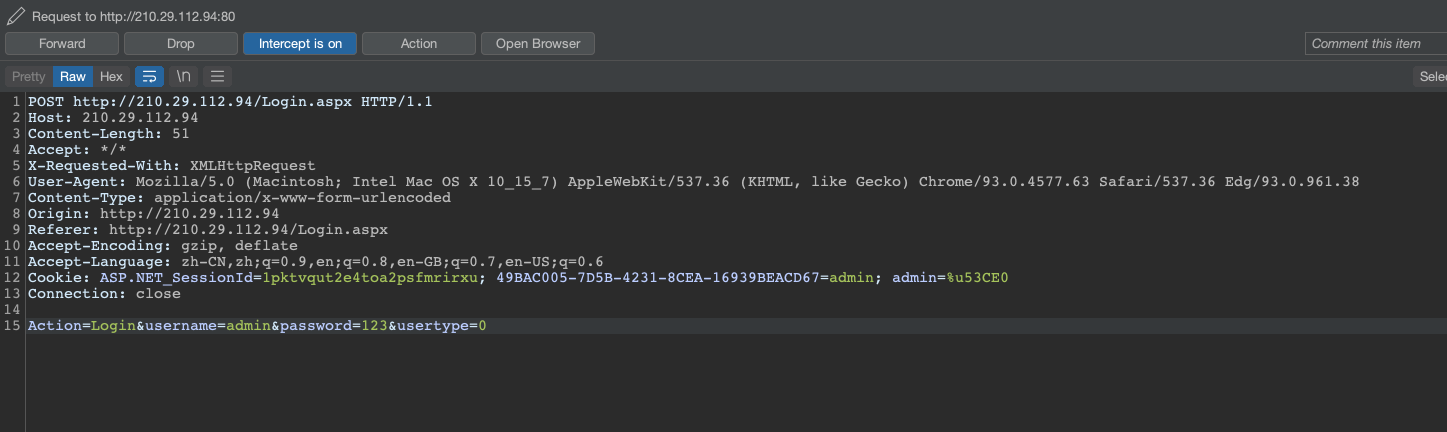 Request to http://210.29.112.94:80
Forward Drop Intercept is on Action Open Browser Comment this item
Pretty Raw Hex \n
1 POST http://210.29.112.94/Login.aspx HTTP/1.1
2 Host: 210.29.112.94
3 Content-Length: 51
4 Accept: */*
5 X-Requested-With: XMLHttpRequest
6 User-Agent: Mozilla/5.0 (Macintosh; Intel Mac OS X 10_15_7) AppleWebKit/537.36 (KHTML, like Gecko) Chrome/93.0.4577.63 Safari/537.36 Edg/93.0.961.38
7 Content-Type: application/x-www-form-urlencoded
8 Origin: http://210.29.112.94
9 Referer: http://210.29.112.94/Login.aspx
10 Accept-Encoding: gzip, deflate
11 Accept-Language: zh-CN,zh;q=0.9,en;q=0.8,en-GB;q=0.7,en-US;q=0.6
12 Cookie: ASP.NET_SessionId=1pktvqut2e4toa2psfmrirxu; 49BAC005-7D5B-4231-8CEA-16939BEACD67=admin; admin=%u53CE0
13 Connection: close
14
15 Action=Login&username=admin&password=123&usertype=0